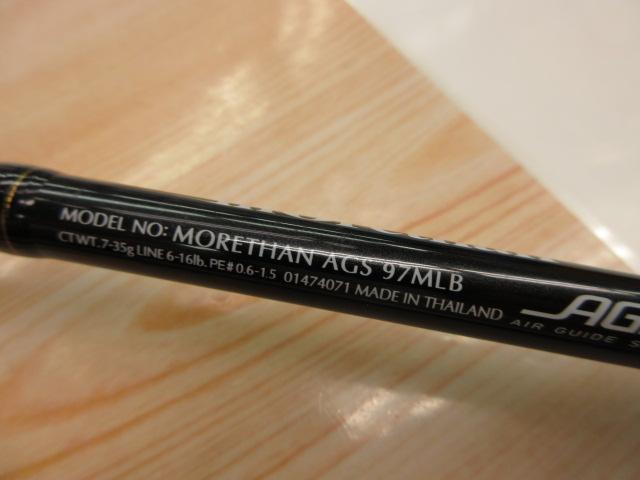 MODEL NO: MORETHAN AGS 97MLB
CTWT. 7-35g LINE 6-16lb. PE#0.6-1.5 01474071 MADE IN THAILAND
AG
AIR GUIDE S